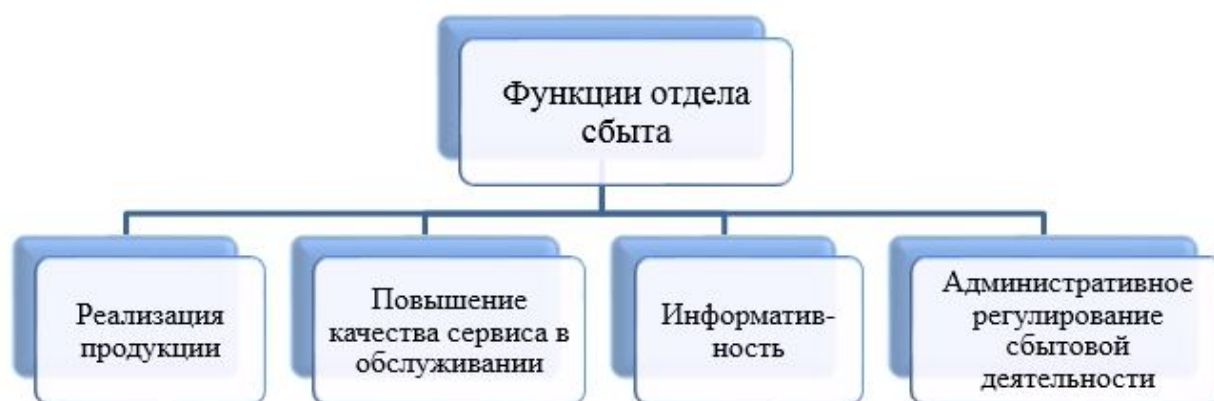 Функции отдела
сбыта
Реализация
продукции
Повышение
качества сервиса в
обслуживании
Информатив-
ность
Административное
регулирование
сбытовой
деятельности